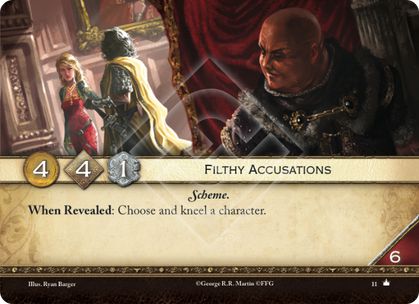 4 4 1 FILTHY ACCUSATIONS
Scheme.
When Revealed: Choose and kneel a character.
6
Illus. Ryan Barger ©George R.R. Martin ©FFG 11